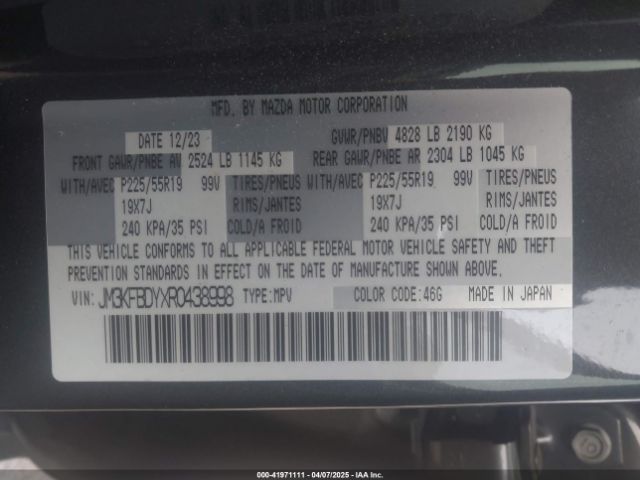 MFD. BY MAZDA MOTOR CORPORATION
DATE 12/23 GVWR/PNBV 4828 LB 2190 KG
FRONT GAWR/PNBE AV 2524 LB 1145 KG REAR GAWR/PNBE AR 2304 LB 1045 KG
WITH/AVEC P225/55R19 99V TIRES/PNEUS WITH/AVEC P225/55R19 99V TIRES/PNEUS
19X7J RIMS/JANTES 19X7J RIMS/JANTES
240 KPA/35 PSI COLD/A FROID 240 KPA/35 PSI COLD/A FROID
THIS VEHICLE CONFORMS TO ALL APPLICABLE FEDERAL MOTOR VEHICLE SAFETY AND THEFT
PREVENTION STANDARDS IN EFFECT ON THE DATE OF MANUFACTURE SHOWN ABOVE.
VIN: JM3KFBDYXR0438998 TYPE:MPV COLOR CODE:46G MADE IN JAPAN
000-41971111 - 04/07/2025 - IAAI Inc.